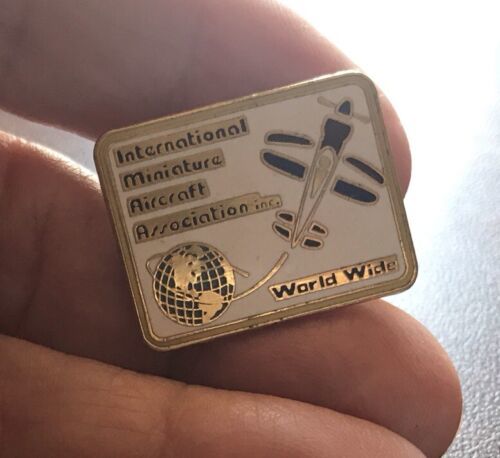 International
Miniature
Aircraft
Association inc.
World Wide